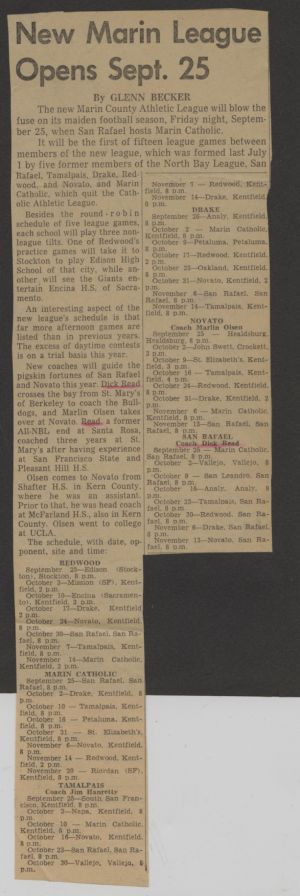 New Marin League
Opens Sept. 25
By GLENN BECKER
The new Marin County Athletic League will blow the
fuse on its maiden football season, Friday night, Septem-
ber 25, when San Rafael hosts Marin Catholic.
It will be the first of fifteen league games between
members of the new league, which was formed last July
1 by five former members of the North Bay League, San
Rafael, Tamalpais, Drake, Red-
wood, and Novato, and Marin
Catholic, which quit the Cath-
olic Athletic League.
Besides the round-robin
schedule of five league games,
each school will play three non-
league tilts. One of Redwood's
practice games will take it to
Stockton to play Edison High
School of that city, while an-
other will see the Giants en-
tertain Encina H.S. of Sacra-
mento.
An interesting aspect of the
new league's schedule is that
far more afternoon games are
listed than in previous years.
The excess of daytime contests
is on a trial basis this year.
New coaches will guide the
pigskin fortunes of San Rafael
and Novato this year. Dick Read
crosses the bay from St. Mary's
of Berkeley to coach the Bull-
dogs, and Marlin Olsen takes
over at Novato. Read, a former
All-NBL end at Santa Rosa,
coached three years at St.
Mary's after having experience
at San Francisco State and
Pleasant Hill H.S.
Olsen comes to Novato from
Shafter H.S. in Kern County,
where he was an assistant.
Prior to that, he was head coach
at McFarland H.S., also in Kern
County. Olsen went to college
at UCLA.
The schedule, with date, op-
ponent, site and time:
REDWOOD
September 25—Edison (Stock-
ton), Stockton, 8 p.m.
October 3—Mission (SF), Kent-
field, 2 p.m.
October 10—Encina (Sacramen-
to), Kentfield, 2 p.m.
October 17—Drake, Kentfield
2 p.m.
October 24—Novato, Kentfield,
8 p.m.
October 30—San Rafael, San Ra-
fael, 8 p.m.
November 7—Tamalpais, Kent-
field, 8 p.m.
November 14—Marin Catholic,
Kentfield, 2 p.m.
MARIN CATHOLIC
September 25—San Rafael, San
Rafael, 8 p.m.
October 2—Drake, Kentfield, 8
p.m.
October 10—Tamalpais, Kent-
field, 8 p.m.
October 16—Petaluma, Kent-
field, 8 p.m.
October 31—St. Elizabeth's,
Kentfield, 8 p.m.
November 6—Novato, Kentfield,
8 p.m.
November 14—Redwood, Kent-
field, 2 p.m.
November 20—Riordan (SF),
Kentfield, 8 p.m.
TAMALPAIS
Coach Jim Hanretty
September 25—South San Fran-
cisco, Kentfield, 8 p.m.
October 3—Napa, Kentfield, 8
p.m.
October 10—Marin Catholic,
Kentfield, 8 p.m.
October 16—Novato, Kentfield,
8 p.m.
October 23—San Rafael, San Ra-
fael, 8 p.m.
October 30—Vallejo, Vallejo, 8
p.m.
November 7—Redwood, Kent-
field, 8 p.m.
November 14—Drake, Kentfield,
8 p.m.
DRAKE
September 26—Analy, Kentfield,
8 p.m.
October 2—Marin Catholic,
Kentfield, 8 p.m.
October 9—Petaluma, Petaluma,
8 p.m.
October 17—Redwood, Kentfield,
2 p.m.
October 23—Oakland, Kentfield,
8 p.m.
October 31—Novato, Kentfield, 2
p.m.
November 6—San Rafael, San
Rafael, 8 p.m.
November 14—Tamalpais, Kent-
field, 8 p.m.
NOVATO
Coach Marlin Olsen
September 25—Healdsburg,
Healdsburg, 8 p.m.
October 2—John Swett, Crockett,
October 9—St. Elizabeth's, Kent-
field, 8 p.m.
October 16—Tamalpais, Kent-
field, 8 p.m.
October 24—Redwood, Kentfield,
8 p.m.
October 31—Drake, Kentfield, 2
p.m.
November 6—Marin Catholic,
Kentfield, 8 p.m.
November 13—San Rafael, San
Rafael, 8 p.m.
SAN RAFAEL
Coach Dick Read
September 25—Marin Catholic,
San Rafael, 8 p.m.
October 2—Vallejo, Vallejo, 8
p.m.
October 9—San Leandro, San
Rafael, 8 p.m.
October 16—Analy, Analy, 8
p.m.
October 23—Tamalpais, San Ra-
fael, 8 p.m.
October 30—Redwood, San Ra-
fael, 8 p.m.
November 6—Drake, San Rafael,
8 p.m.
November 13—Novato, San Ra-
fael, 8 p.m.